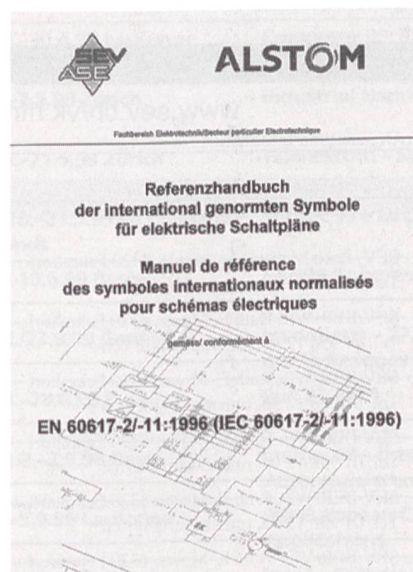 SEV
ASE
ALSTOM
Fachbereich Elektrotechnik/Secteur particulier Electrotechnique
Referenzhandbuch
der international genormten Symbole
für elektrische Schaltpläne
Manuel de référence
des symboles internationaux normalisés
pour schémas électriques
gemäss/ conformément à
EN 60617-2/-11:1996 (IEC 60617-2/-11:1996)